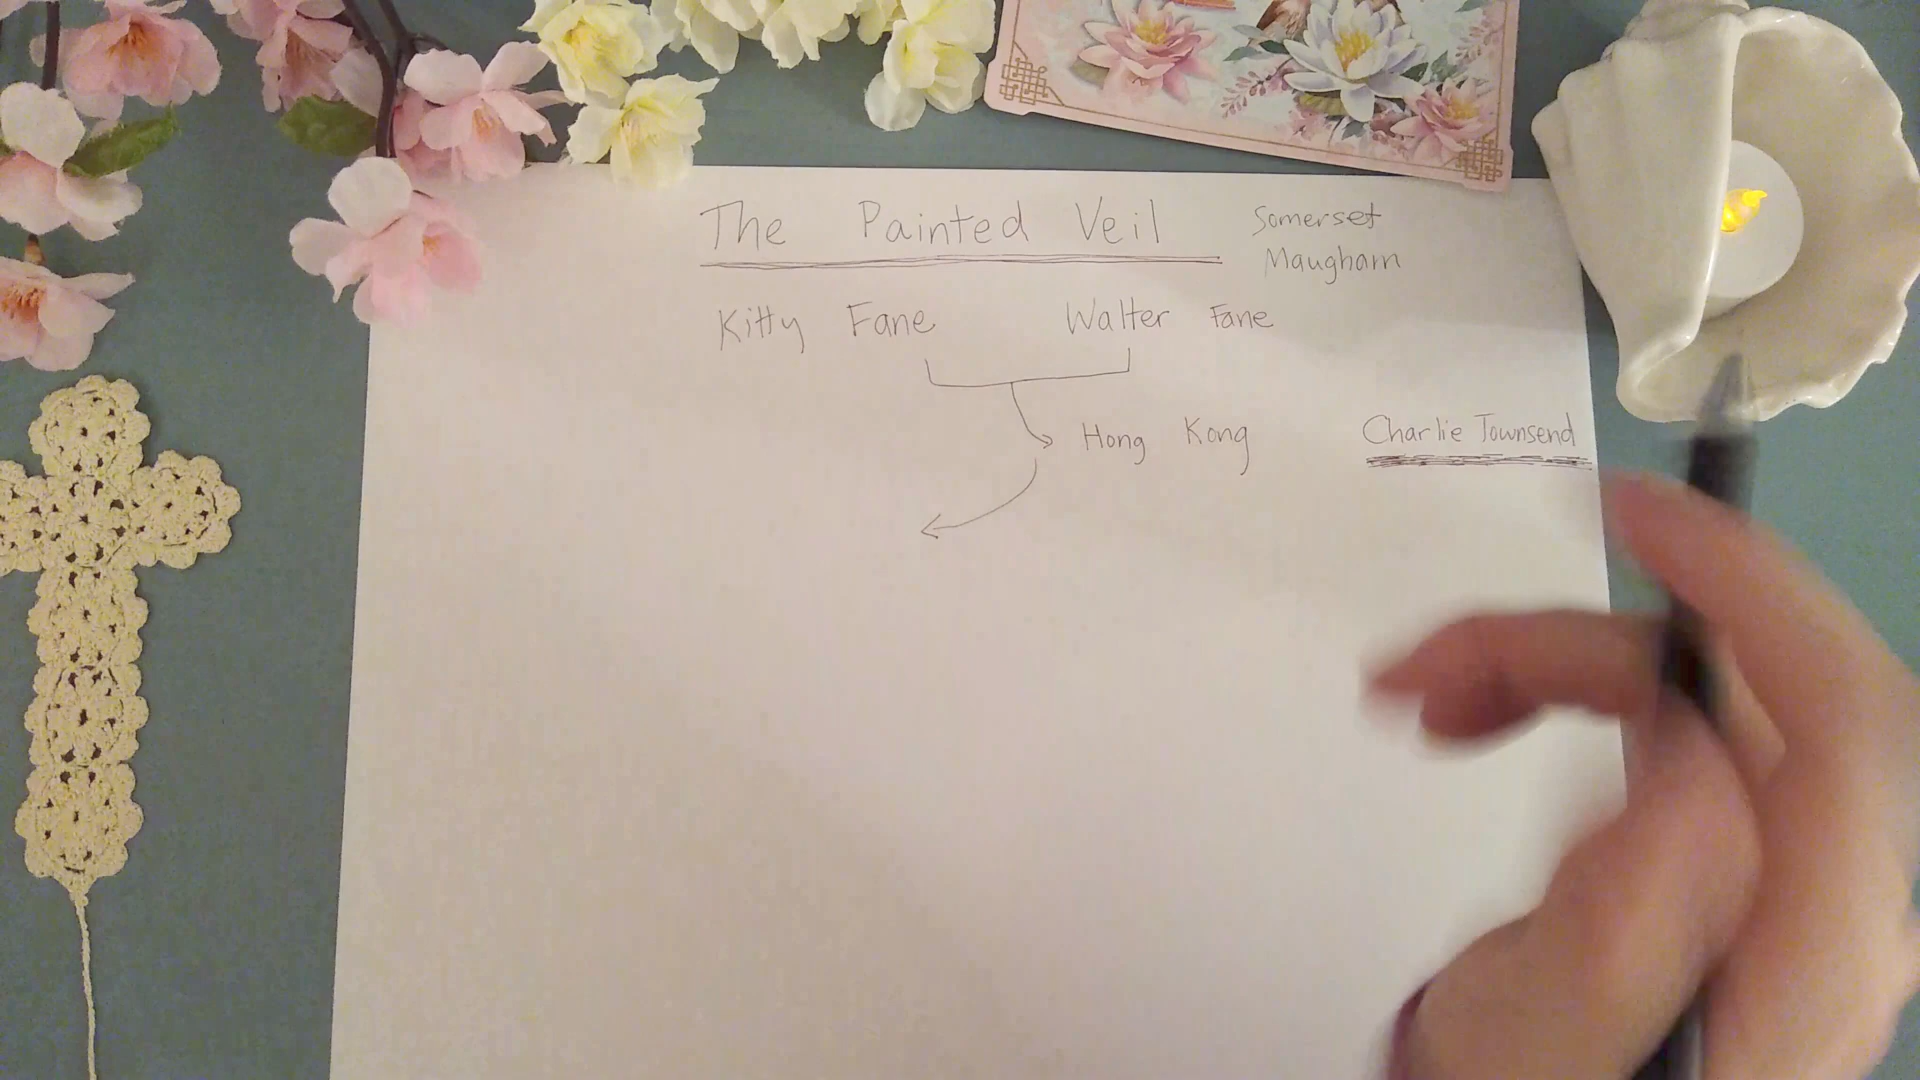 The Painted Veil
Somerset
Maugham
Kitty Fane
Walter Fane
Hong Kong
Charlie Townsend